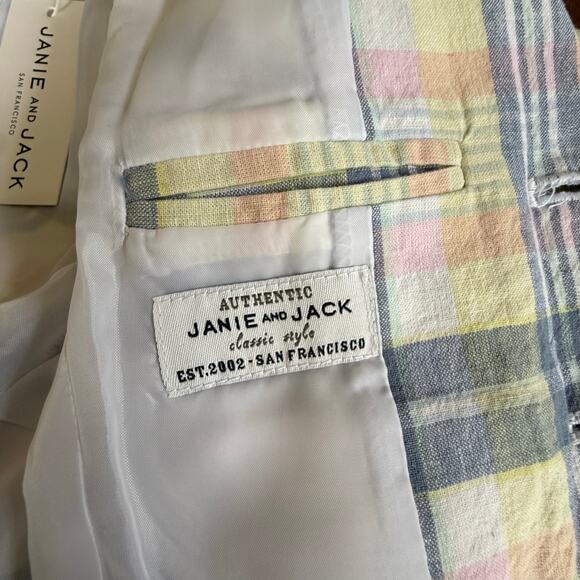 JANIE AND JACK
SAN FRANCISCO
AUTHENTIC
JANIE AND JACK
classic style
EST.2002-SAN FRANCISCO